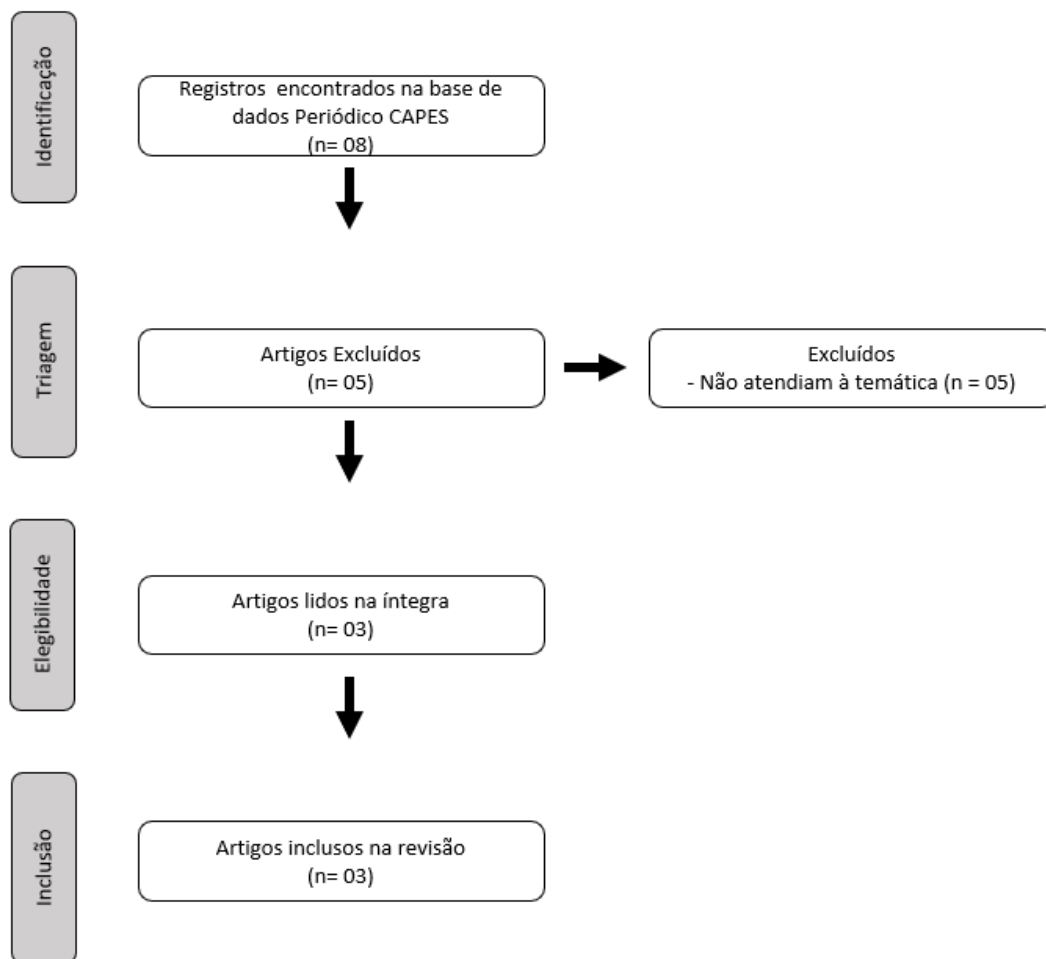 Identificação
Registros encontrados na base de
dados Periódico CAPES
(n= 08)
Triagem
Artigos Excluídos
(n= 05)
Excluídos
- Não atendiam à temática (n = 05)
Elegibilidade
Artigos lidos na íntegra
(n= 03)
Inclusão
Artigos inclusos na revisão
(n= 03)